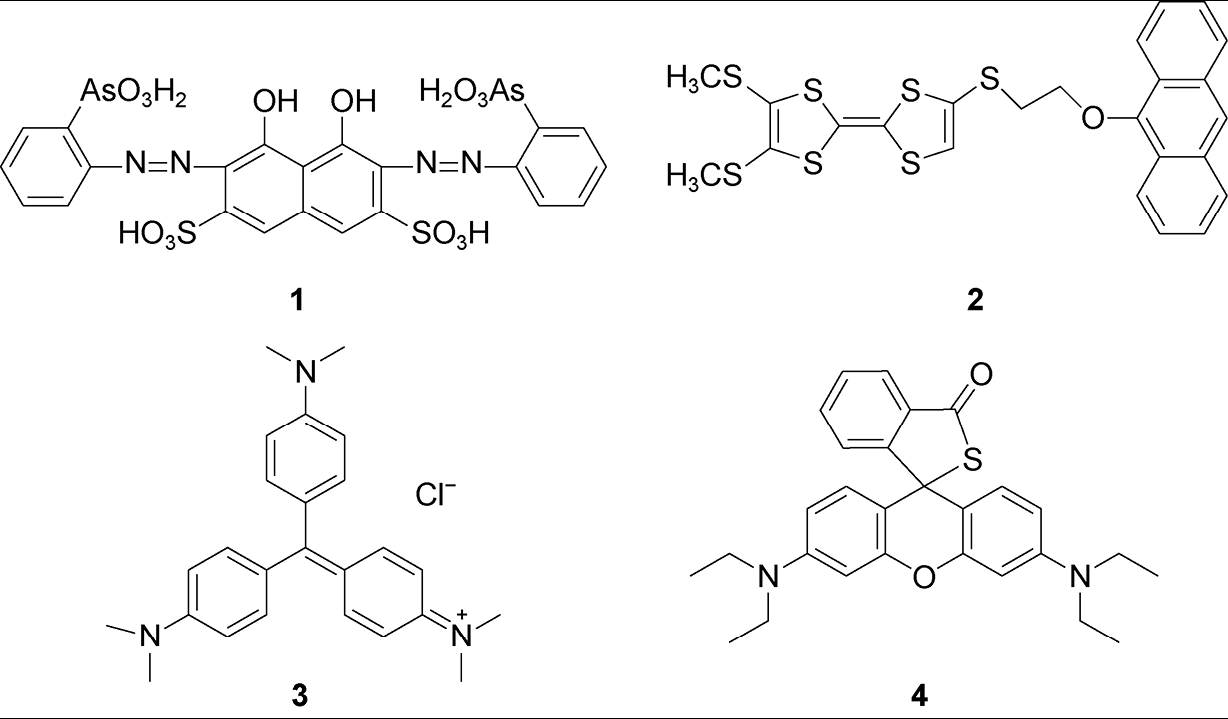 AsO₃H₂
OH OH
H₂O₃As
N=N
N=N
HO₃S
SO₃H
1
H₃CS
H₃CS
S
S
S
S
S
O
2
N
Cl⁻
N
N⁺
3
O
S
N
O
N
4